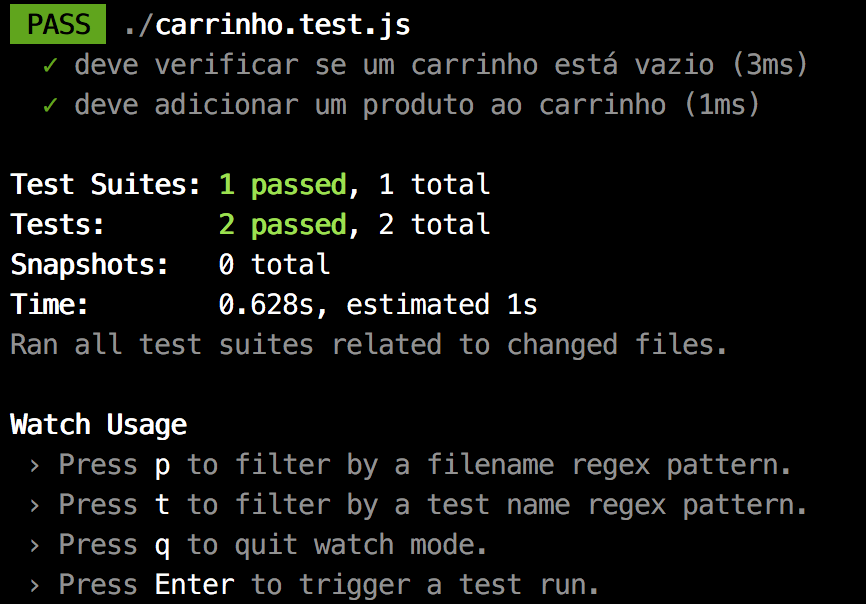 PASS ./carrinho.test.js
✓ deve verificar se um carrinho está vazio (3ms)
✓ deve adicionar um produto ao carrinho (1ms)
Test Suites: 1 passed, 1 total
Tests: 2 passed, 2 total
Snapshots: 0 total
Time: 0.628s, estimated 1s
Ran all test suites related to changed files.
Watch Usage
› Press p to filter by a filename regex pattern.
› Press t to filter by a test name regex pattern.
› Press q to quit watch mode.
› Press Enter to trigger a test run.